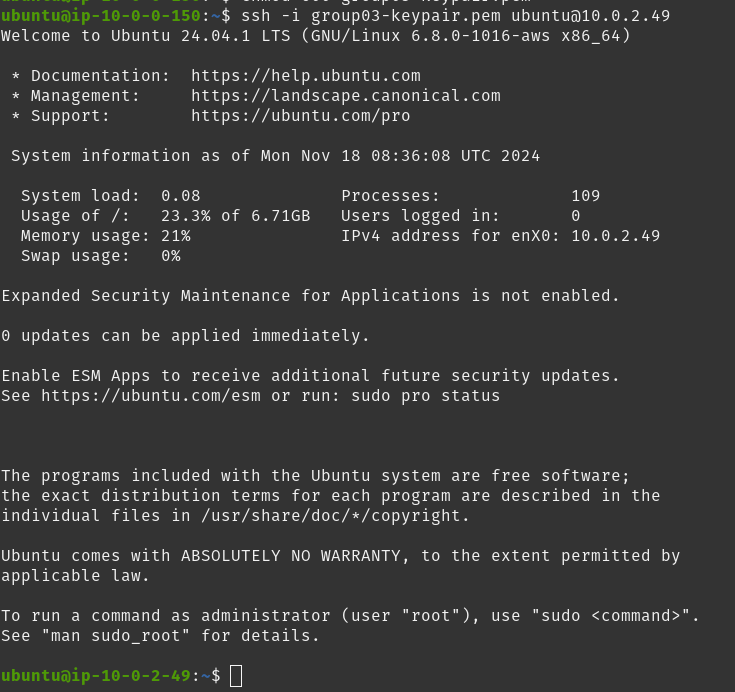 ubuntu@ip-10-0-0-150:~$ ssh -i group03-keypair.pem ubuntu@10.0.2.49
Welcome to Ubuntu 24.04.1 LTS (GNU/Linux 6.8.0-1016-aws x86_64)
* Documentation:  https://help.ubuntu.com
* Management:     https://landscape.canonical.com
* Support:        https://ubuntu.com/pro
System information as of Mon Nov 18 08:36:08 UTC 2024
System load:  0.08              Processes:             109
Usage of /:   23.3% of 6.71GB   Users logged in:       0
Memory usage: 21%               IPv4 address for enX0: 10.0.2.49
Swap usage:   0%
Expanded Security Maintenance for Applications is not enabled.
0 updates can be applied immediately.
Enable ESM Apps to receive additional future security updates.
See https://ubuntu.com/esm or run: sudo pro status
The programs included with the Ubuntu system are free software;
the exact distribution terms for each program are described in the
individual files in /usr/share/doc/*/copyright.
Ubuntu comes with ABSOLUTELY NO WARRANTY, to the extent permitted by
applicable law.
To run a command as administrator (user "root"), use "sudo <command>".
See "man sudo_root" for details.
ubuntu@ip-10-0-2-49:~$